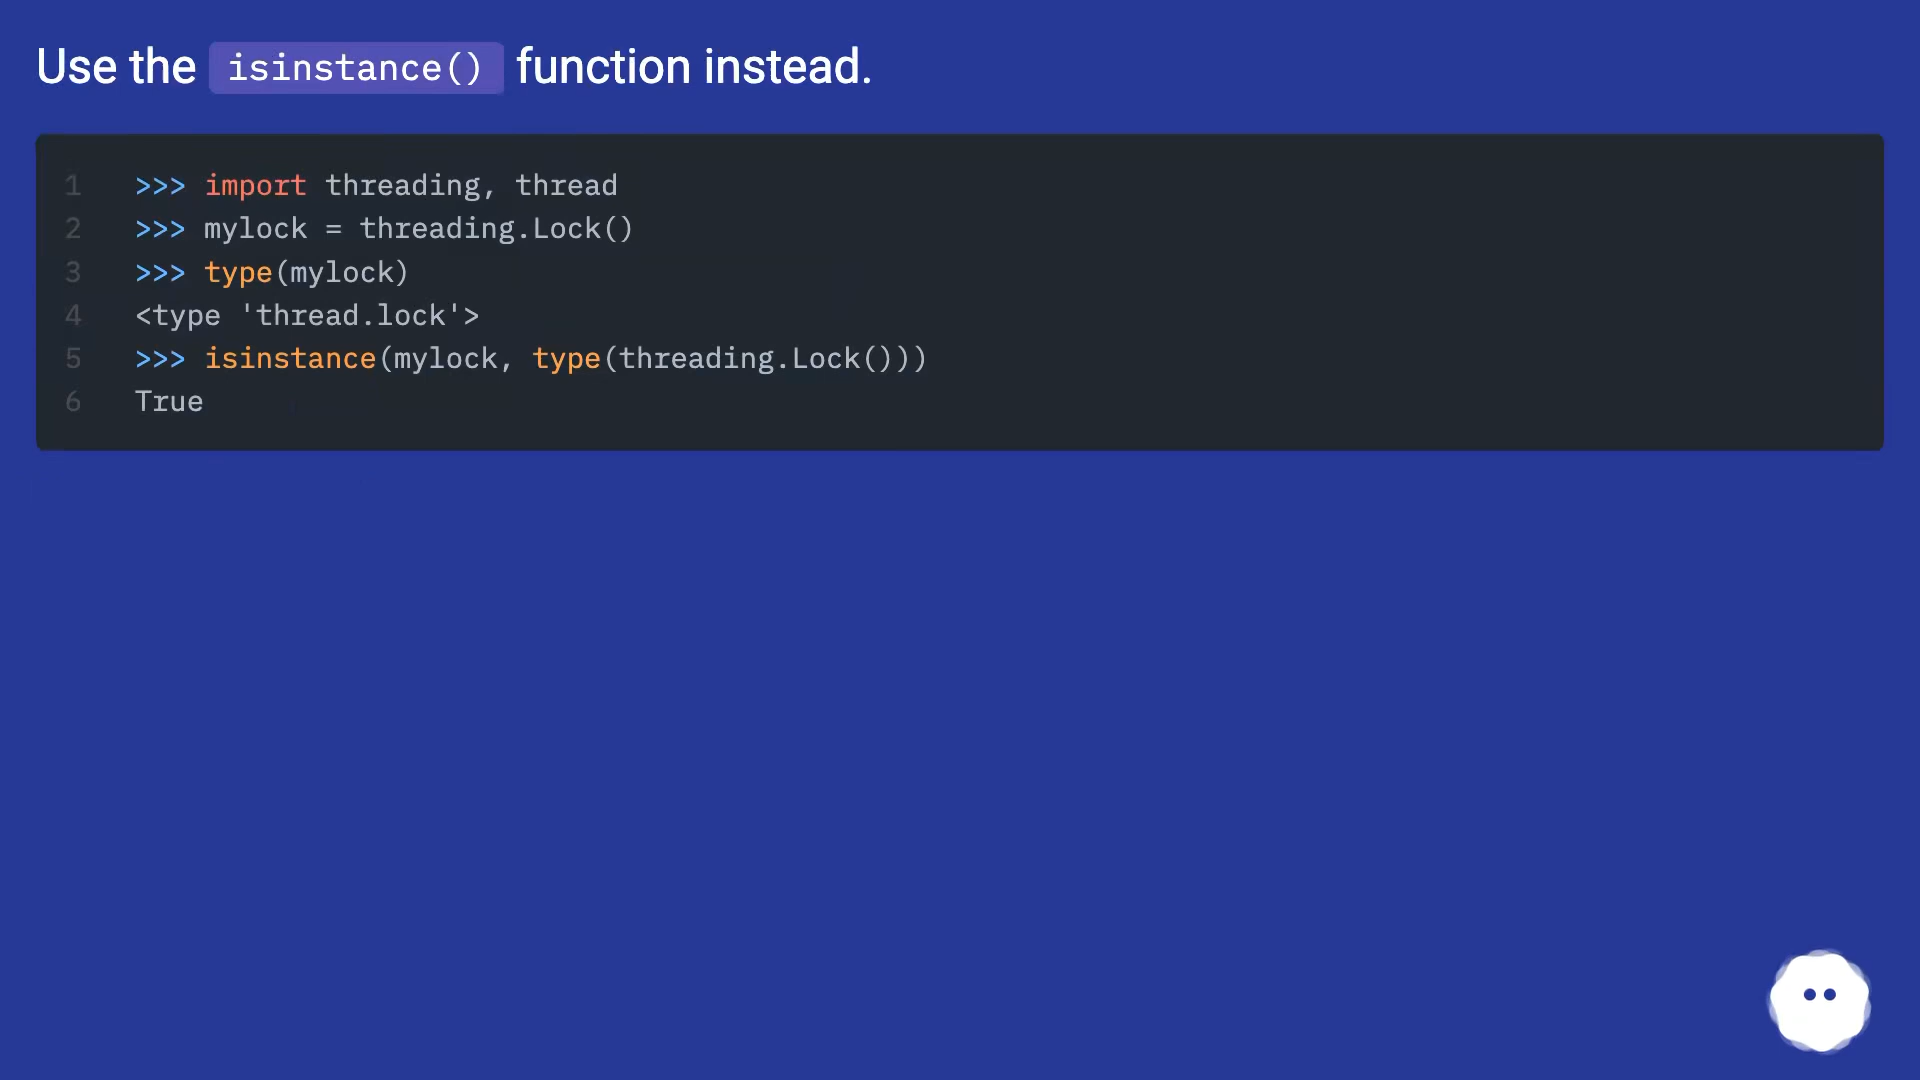 Use the isinstance() function instead.
1 >>> import threading, thread
2 >>> mylock = threading.Lock()
3 >>> type(mylock)
4 <type 'thread.lock'>
5 >>> isinstance(mylock, type(threading.Lock()))
6 True